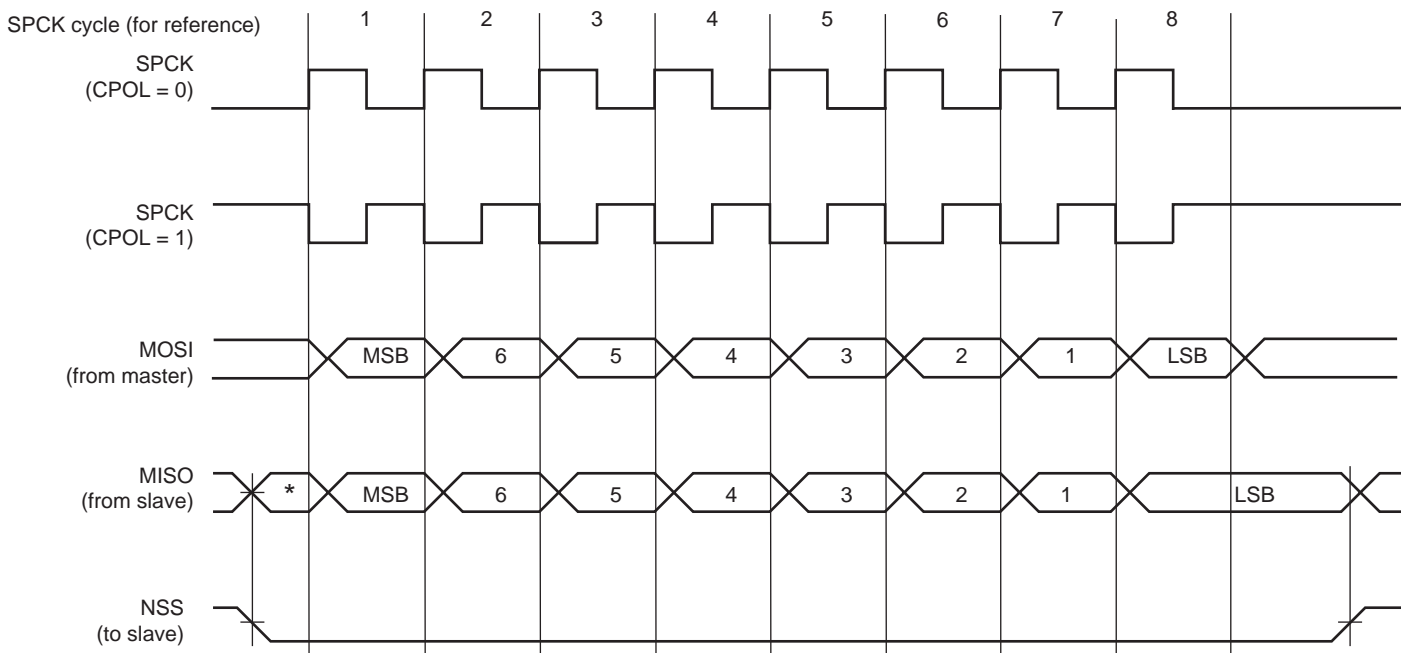 SPCK cycle (for reference) 1 2 3 4 5 6 7 8
SPCK
(CPOL = 0)
SPCK
(CPOL = 1)
MOSI
(from master)
MSB 6 5 4 3 2 1 LSB
MISO
(from slave)
* MSB 6 5 4 3 2 1 LSB
NSS
(to slave)